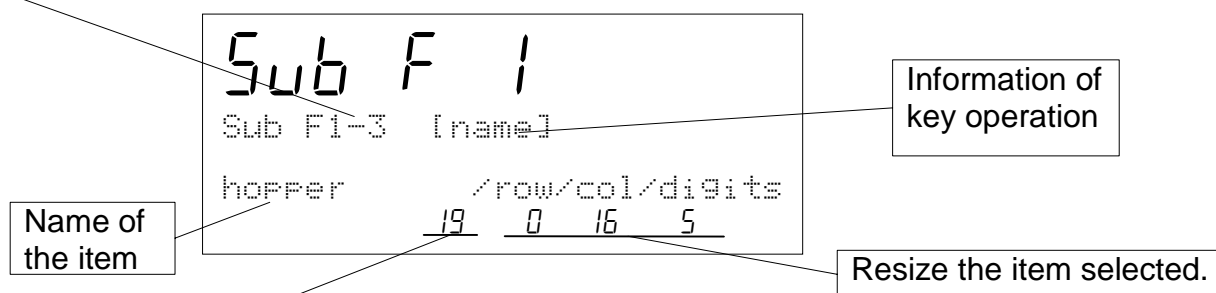 Sub F 1
Information of
key operation
Sub F1-3 [name]
hopper /row/col/digits
Name of
the item
19 0 16 5
Resize the item selected.